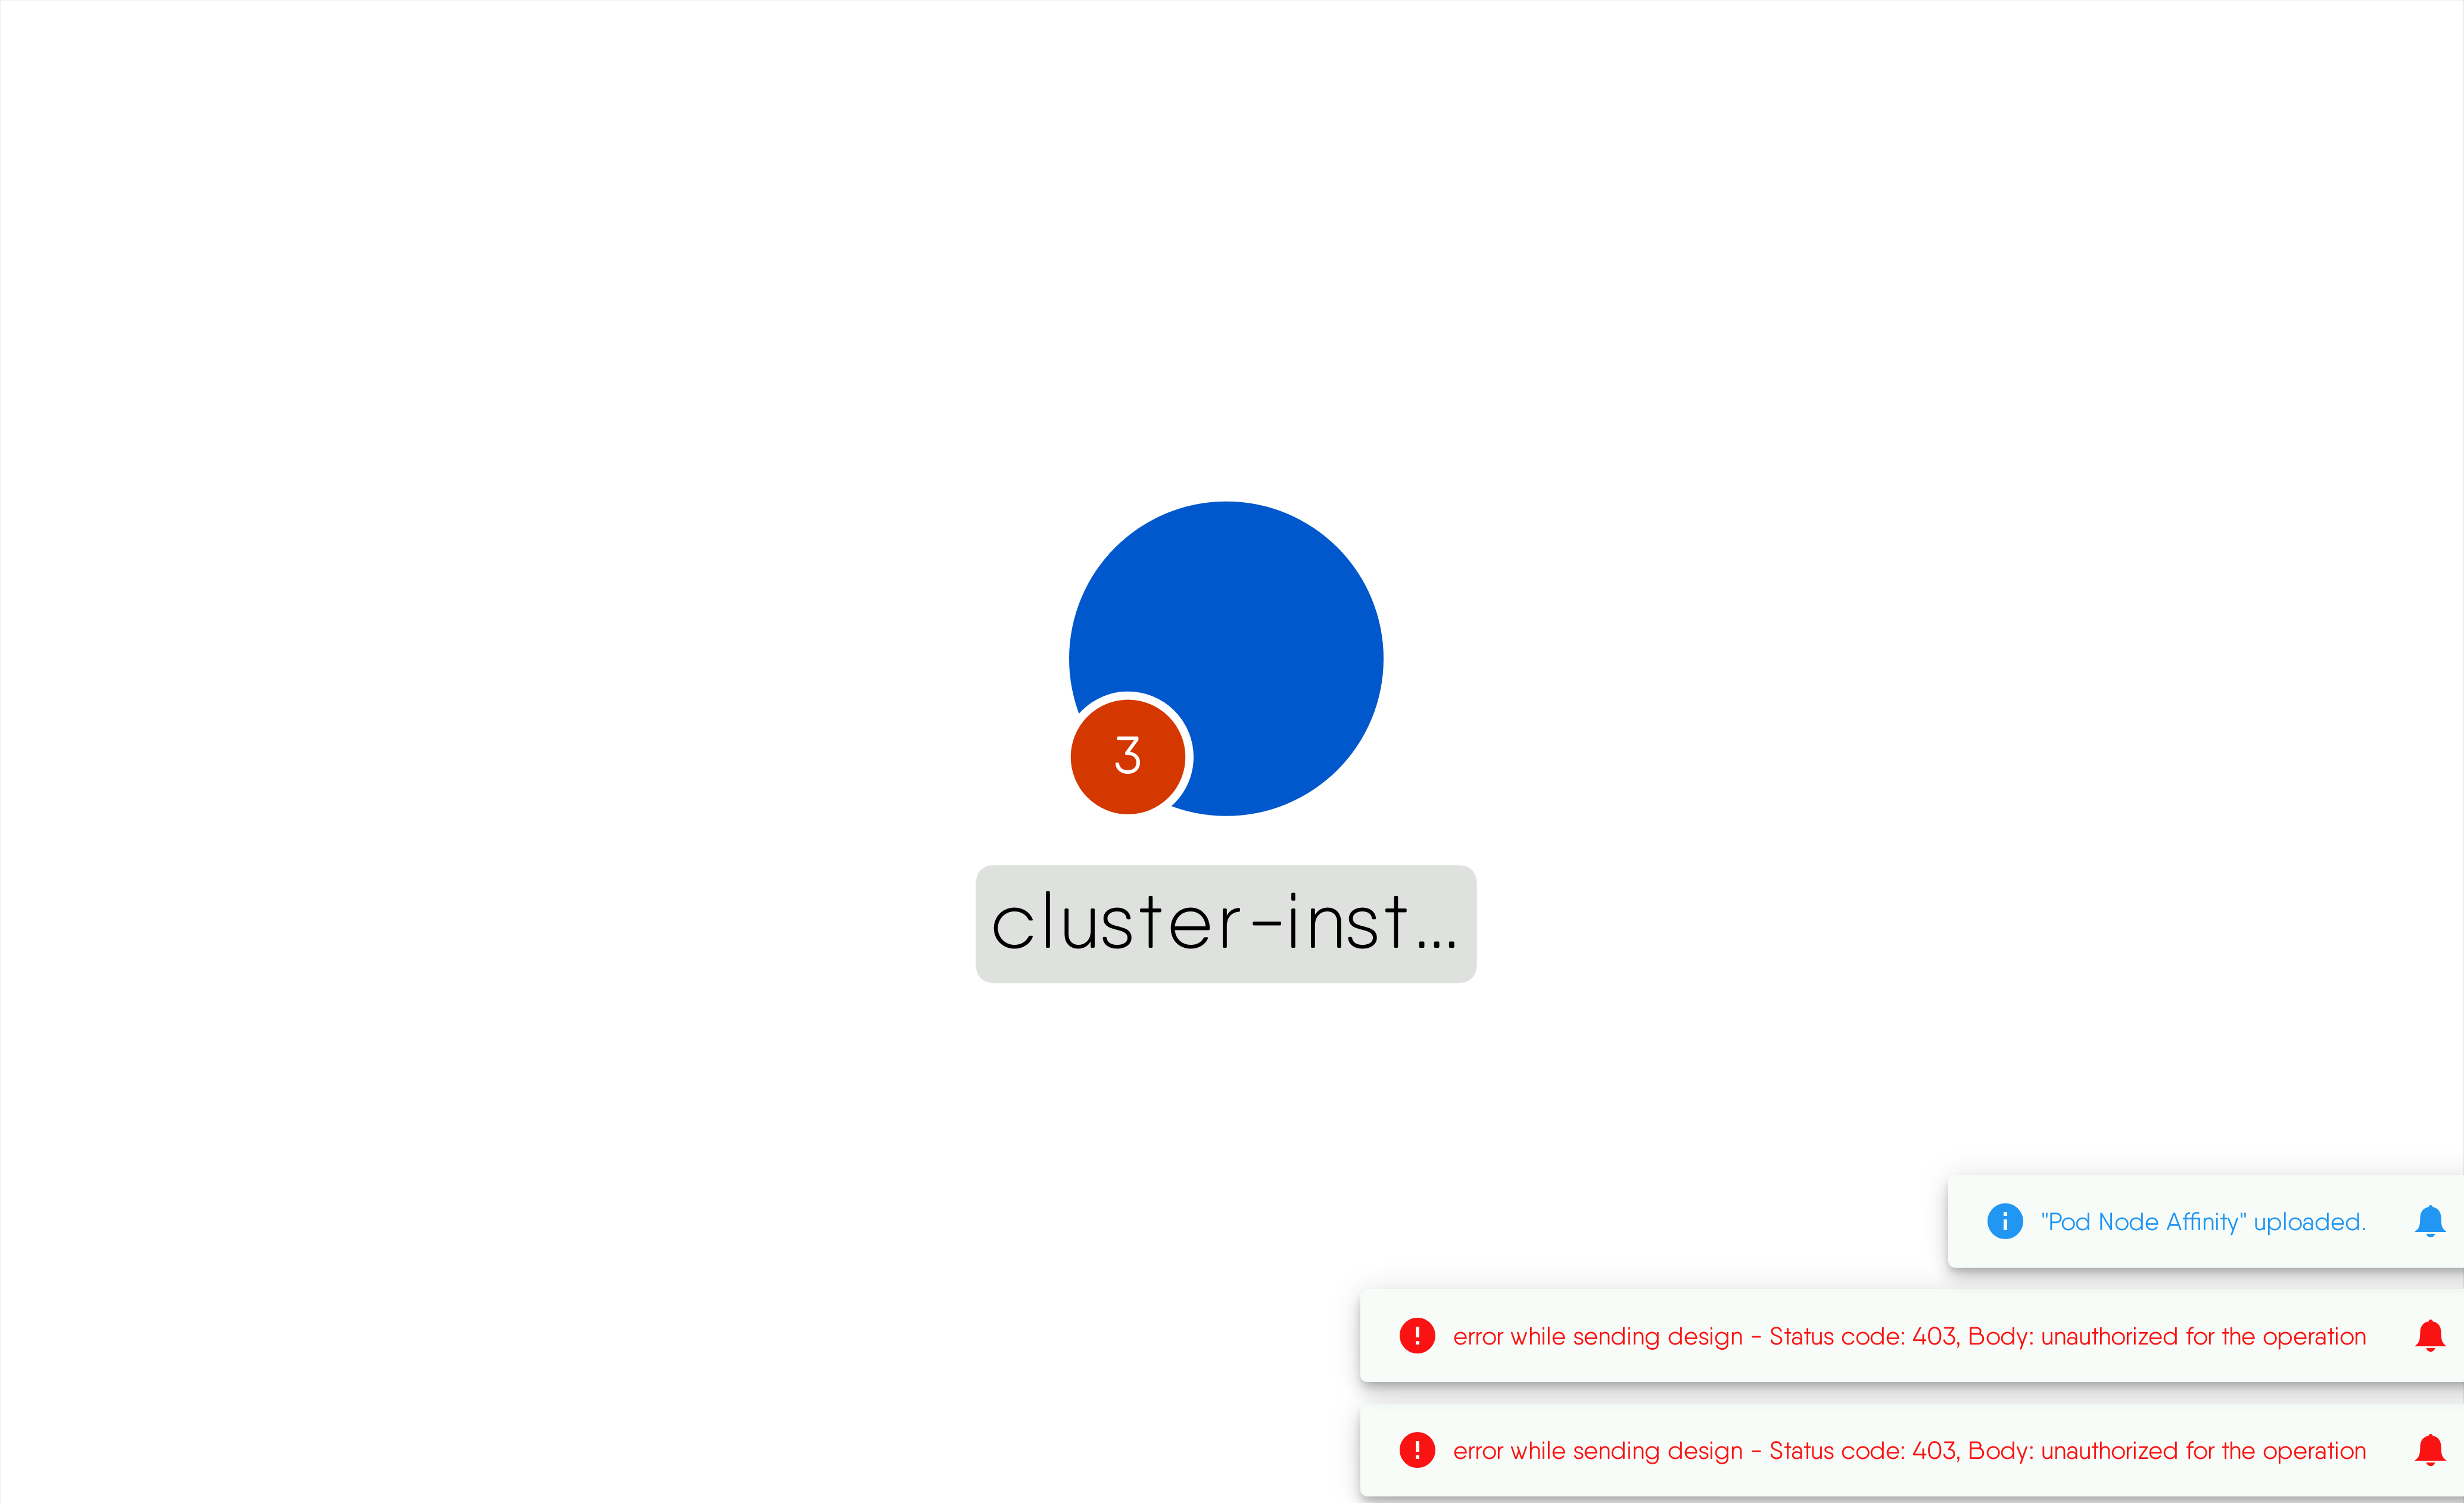 3
cluster-inst...
"Pod Node Affinity" uploaded.
error while sending design - Status code: 403, Body: unauthorized for the operation
error while sending design - Status code: 403, Body: unauthorized for the operation